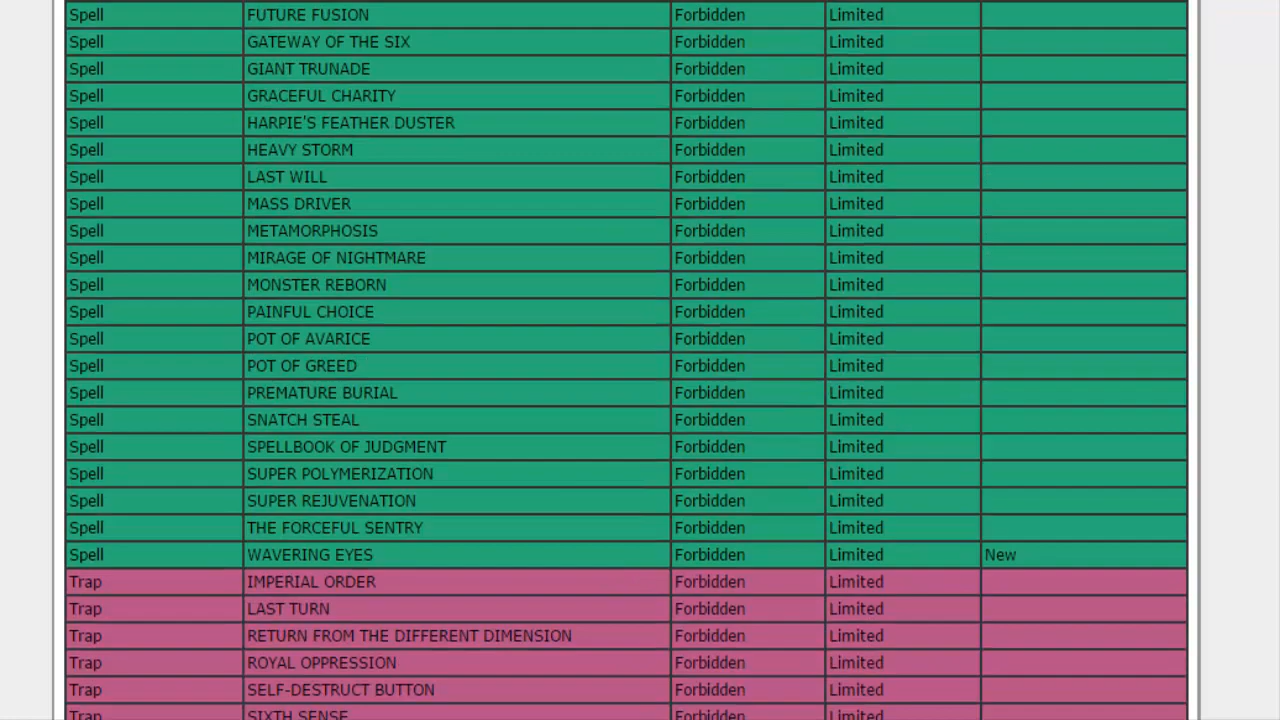 Spell FUTURE FUSION Forbidden Limited
Spell GATEWAY OF THE SIX Forbidden Limited
Spell GIANT TRUNADE Forbidden Limited
Spell GRACEFUL CHARITY Forbidden Limited
Spell HARPIE'S FEATHER DUSTER Forbidden Limited
Spell HEAVY STORM Forbidden Limited
Spell LAST WILL Forbidden Limited
Spell MASS DRIVER Forbidden Limited
Spell METAMORPHOSIS Forbidden Limited
Spell MIRAGE OF NIGHTMARE Forbidden Limited
Spell MONSTER REBORN Forbidden Limited
Spell PAINFUL CHOICE Forbidden Limited
Spell POT OF AVARICE Forbidden Limited
Spell POT OF GREED Forbidden Limited
Spell PREMATURE BURIAL Forbidden Limited
Spell SNATCH STEAL Forbidden Limited
Spell SPELLBOOK OF JUDGMENT Forbidden Limited
Spell SUPER POLYMERIZATION Forbidden Limited
Spell SUPER REJUVENATION Forbidden Limited
Spell THE FORCEFUL SENTRY Forbidden Limited
Spell WAVERING EYES Forbidden Limited New
Trap IMPERIAL ORDER Forbidden Limited
Trap LAST TURN Forbidden Limited
Trap RETURN FROM THE DIFFERENT DIMENSION Forbidden Limited
Trap ROYAL OPPRESSION Forbidden Limited
Trap SELF-DESTRUCT BUTTON Forbidden Limited
Trap SIXTH SENSE Forbidden Limited